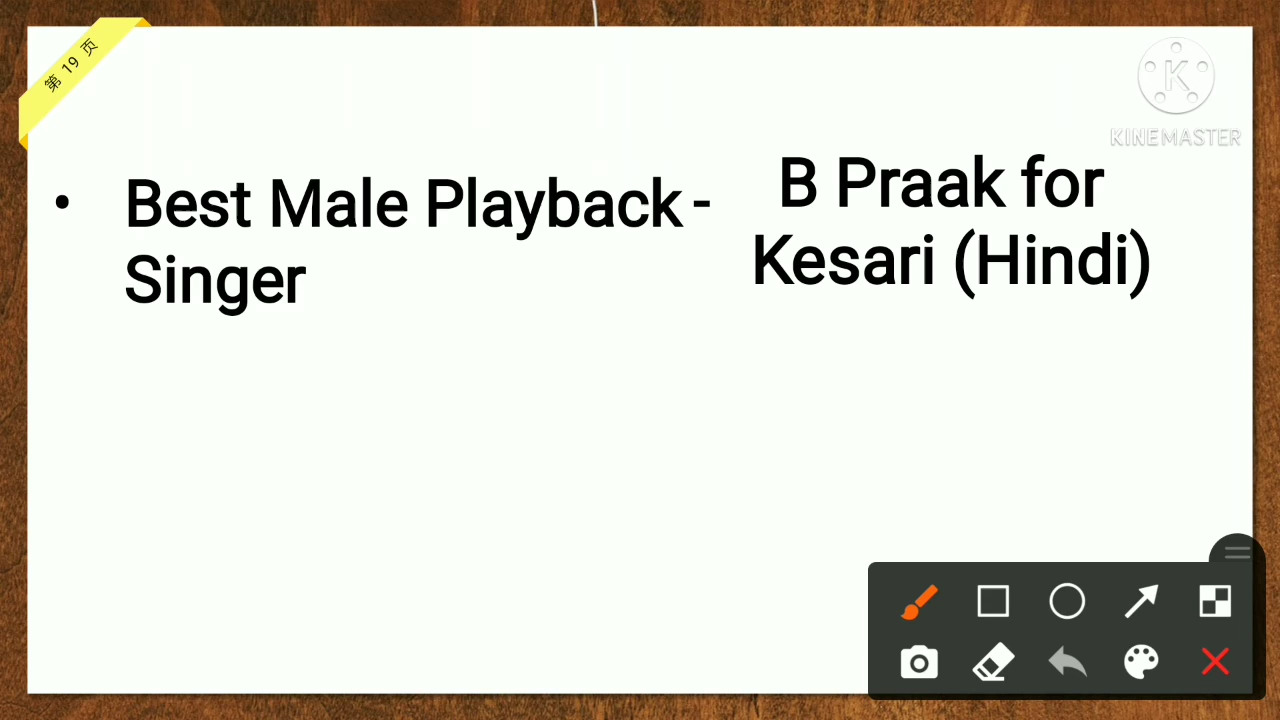 第 19 页
KINEMASTER
• Best Male Playback - B Praak for
Singer Kesari (Hindi)